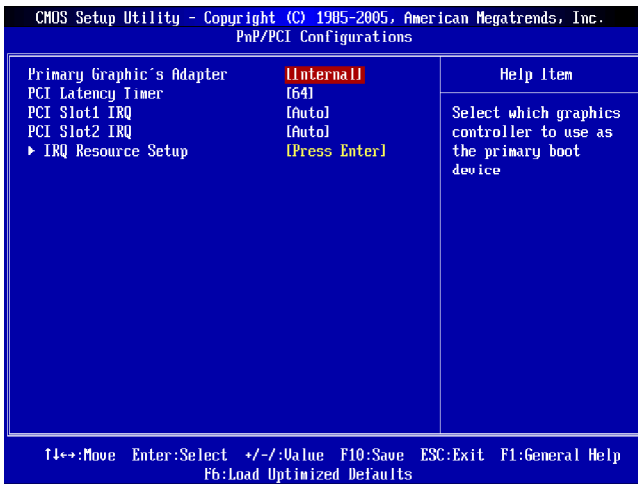 CMOS Setup Utility - Copyright (C) 1985-2005, American Megatrends, Inc.
PnP/PCI Configurations
Primary Graphic's Adapter [Internal]
PCI Latency Timer [64]
PCI Slot1 IRQ [Auto]
PCI Slot2 IRQ [Auto]
▶ IRQ Resource Setup [Press Enter]
Help Item
Select which graphics
controller to use as
the primary boot
device
↑↓←→:Move Enter:Select +/-/:Value F10:Save ESC:Exit F1:General Help
F6:Load Optimized Defaults